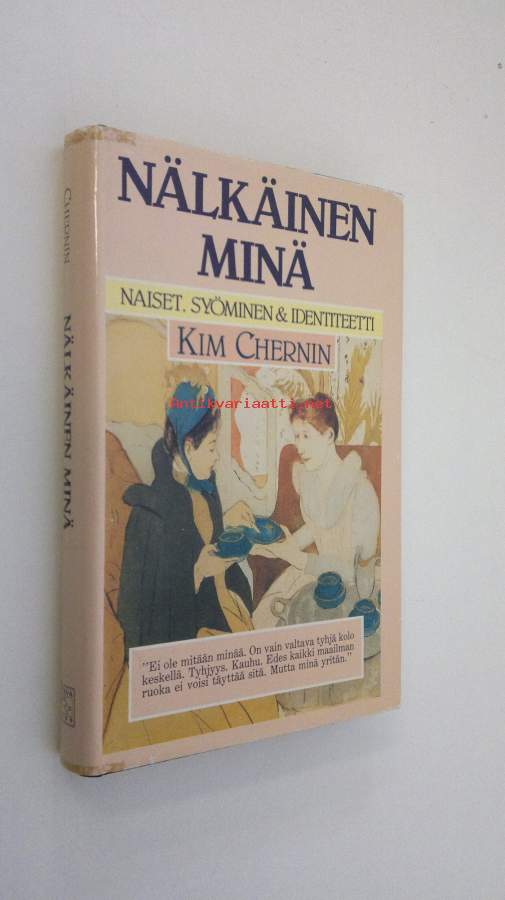 NÄLKÄINEN
MINÄ
NAISET, SYÖMINEN & IDENTITEETTI
KIM CHERNIN
Antikvariaatti.net
"Ei ole mitään minää. On vain valtava tyhjä kolo
keskellä. Tyhjyys. Kauhu. Edes kaikki maailman
ruoka ei voisi täyttää sitä. Mutta minä yritän."
CHERNIN
NÄLKÄINEN MINÄ